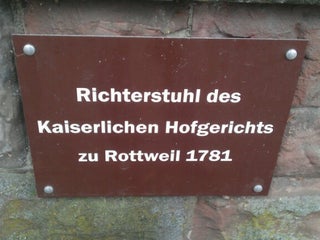 Richterstuhl des
Kaiserlichen Hofgerichts
zu Rottweil 1781